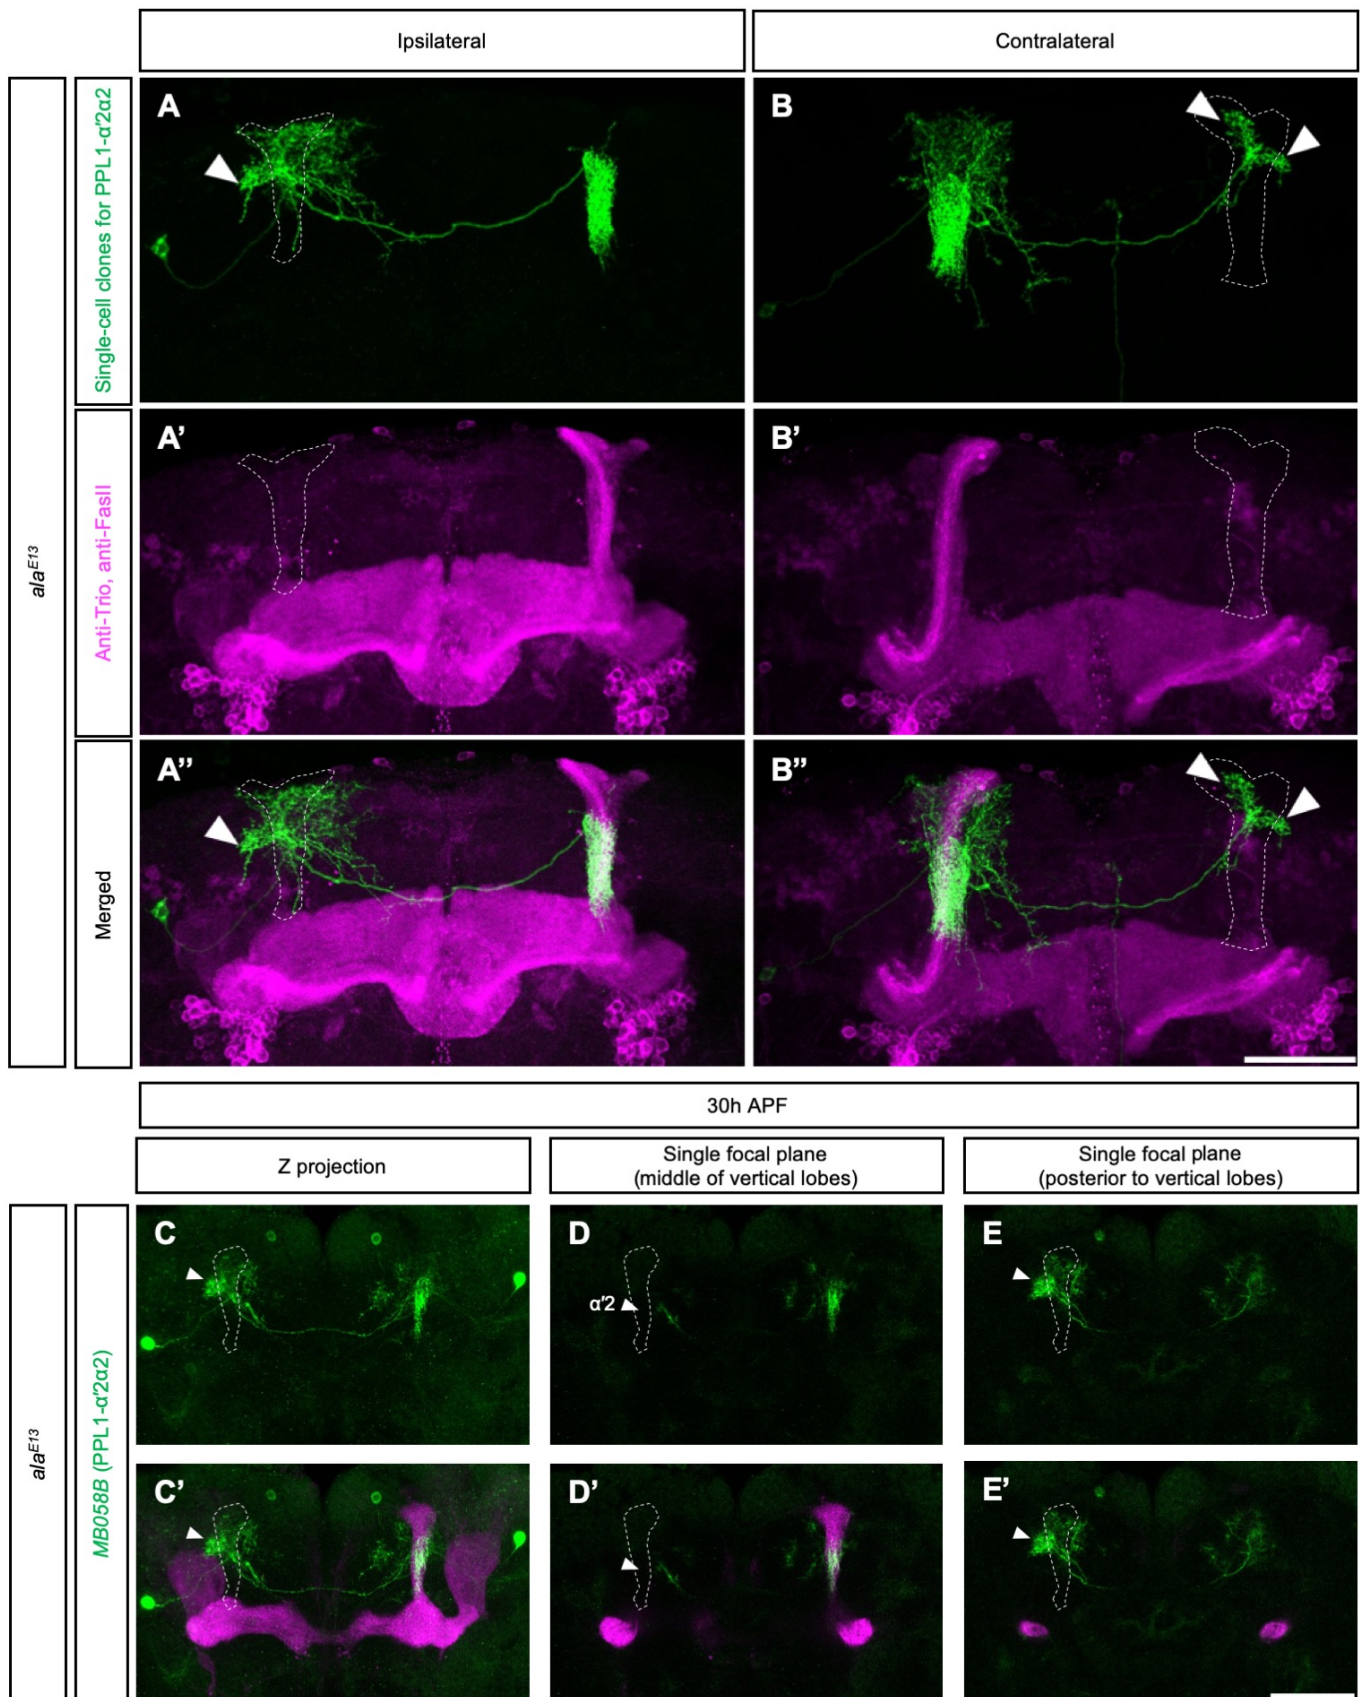 Ipsilateral
Contralateral
alaE13
Single-cell clones for PPL1-α′2α2
A
B
Anti-Trio, anti-FasII
A’
B’
Merged
A’’
B’’
30h APF
Z projection
Single focal plane
(middle of vertical lobes)
Single focal plane
(posterior to vertical lobes)
alaE13
MB058B (PPL1-α′2α2)
C
D
E
α′2
C’
D’
E’